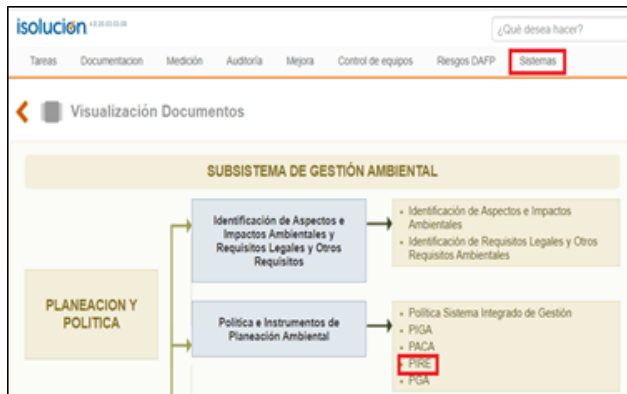 isolución
¿Qué desea hacer?
Tareas Documentacion Medición Auditoría Mejora Control de equipos Riesgos DAFP Sistemas
Visualización Documentos
SUBSISTEMA DE GESTIÓN AMBIENTAL
Identificación de Aspectos e
Impactos Ambientales y
Requisitos Legales y Otros
Requisitos
• Identificación de Aspectos e Impactos
Ambientales
• Identificación de Requisitos Legales y Otros
Requisitos Ambientales
PLANEACION Y
POLITICA
Política e Instrumentos de
Planeación Ambiental
• Política Sistema Integrado de Gestión
• PIGA
• PACA
• PIRE
• PGA